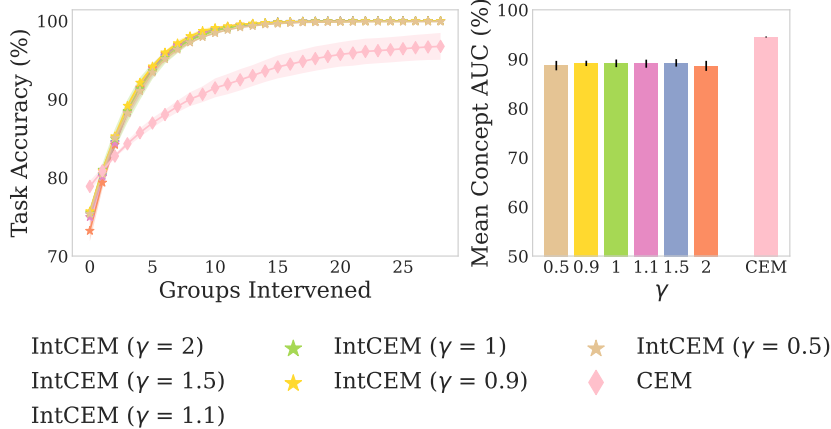 Task Accuracy (%)
100
90
80
70
0 5 10 15 20 25
Groups Intervened
Mean Concept AUC (%)
100
90
80
70
60
50
0.5 0.9 1 1.1 1.5 2 CEM
γ
IntCEM (γ = 2)
IntCEM (γ = 1.5)
IntCEM (γ = 1.1)
IntCEM (γ = 1)
IntCEM (γ = 0.9)
IntCEM (γ = 0.5)
CEM